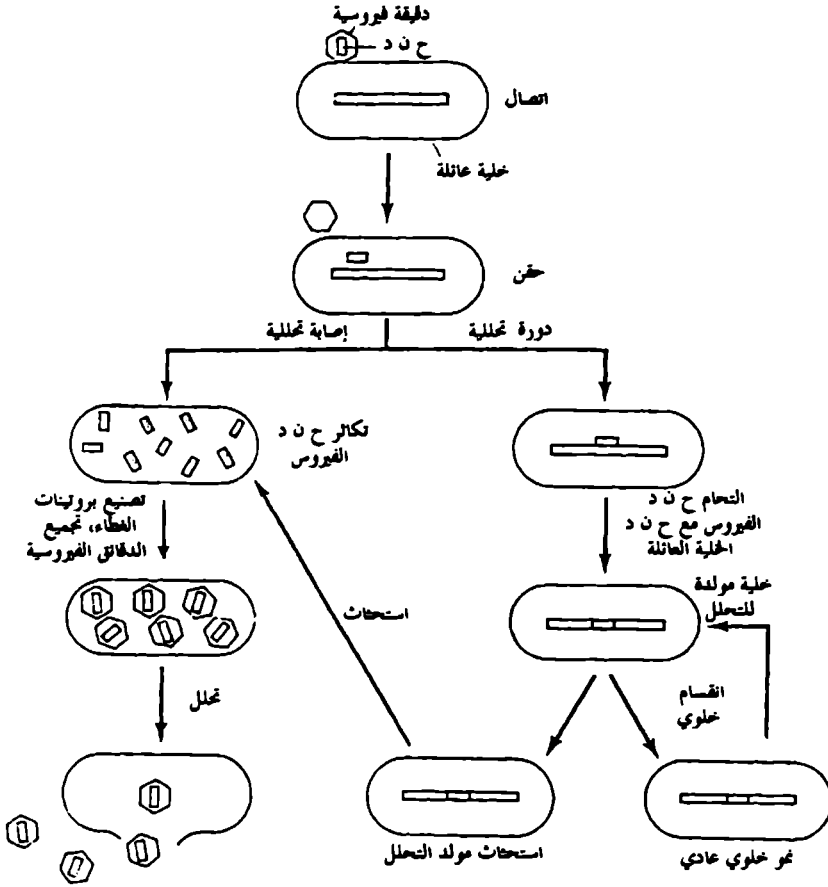 دقيقة فيروسية
ح ن د
اتصال
خلية عائلة
حقن
دورة تحللية
إصابة تحللية
تكاثر ح ن د
الفيروس
تصنيع بروتينات
الغطاء، تجميع
الدقائق الفيروسية
التحام ح ن د
الفيروس مع ح ن د
الخلية العائلة
خلية مولدة
للتحلل
استحثاث
تحلل
انقسام
خلوي
استحثاث مولد التحلل
نمو خلوي عادي